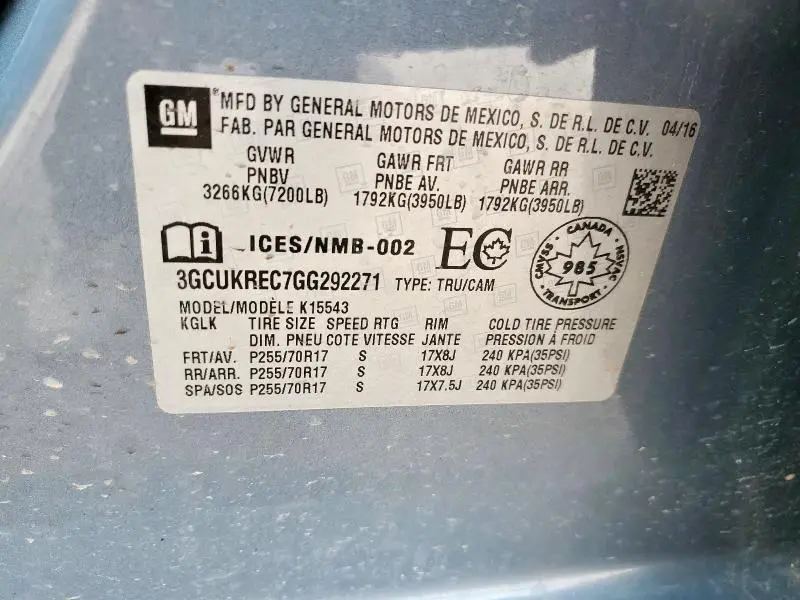 GM ® MFD BY GENERAL MOTORS DE MEXICO, S. DE R.L. DE C.V. 04/16
FAB. PAR GENERAL MOTORS DE MEXICO, S. DE R.L. DE C.V.
GVWR GAWR FRT GAWR RR
PNBV PNBE AV. PNBE ARR.
3266KG(7200LB) 1792KG(3950LB) 1792KG(3950LB)
i ICES/NMB-002 EC CANADA NSVAC TRANSPORT CMVSS 985
3GCUKREC7GG292271 TYPE: TRU/CAM
MODEL/MODÈLE K15543
KGLK TIRE SIZE SPEED RTG RIM COLD TIRE PRESSURE
DIM. PNEU COTE VITESSE JANTE PRESSION À FROID
FRT/AV. P255/70R17 S 17X8J 240 KPA(35PSI)
RR/ARR. P255/70R17 S 17X8J 240 KPA(35PSI)
SPA/SOS P255/70R17 S 17X7.5J 240 KPA(35PSI)